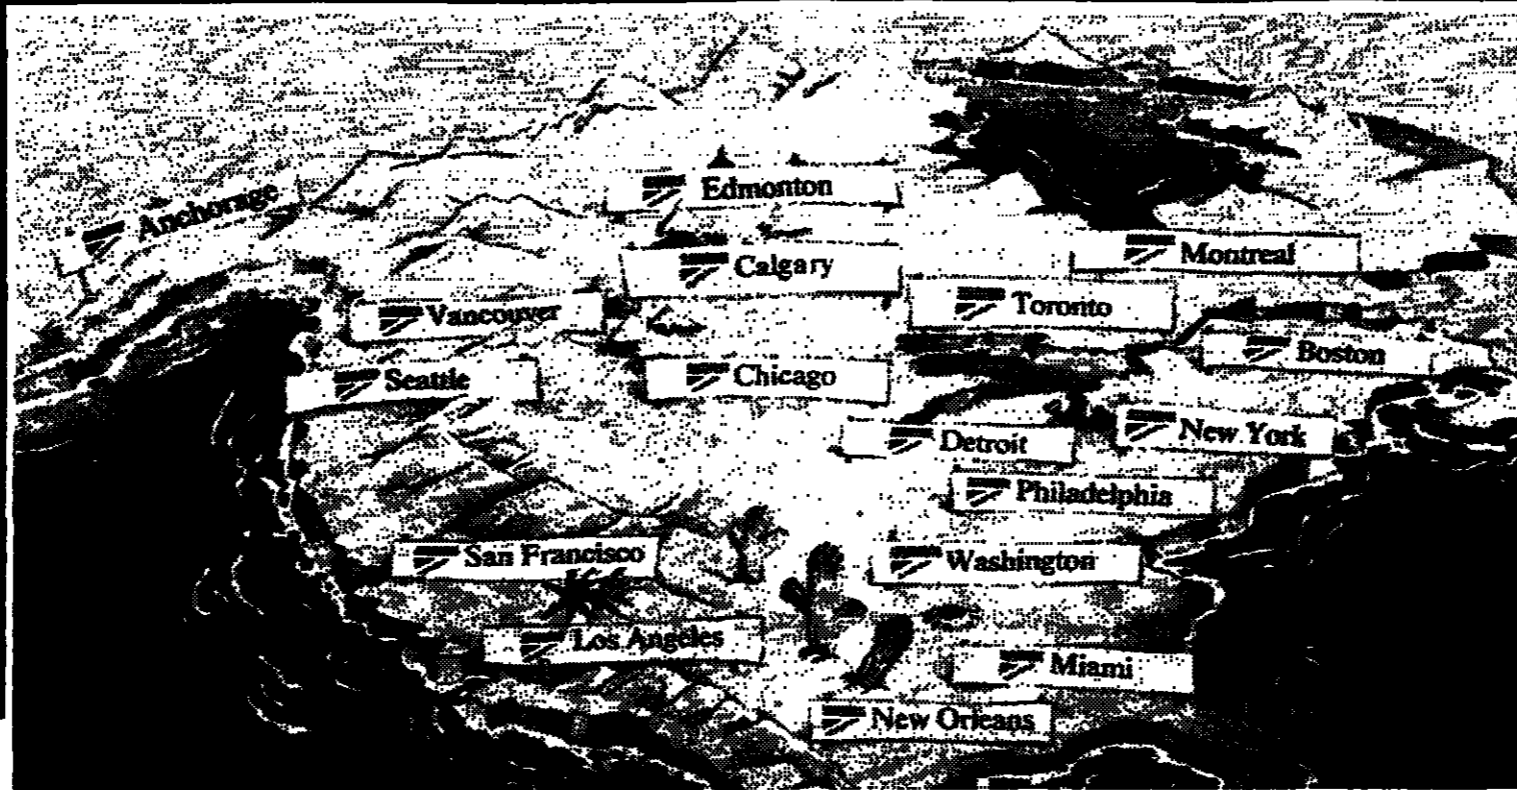 Edmonton
Anchorage
Montreal
Calgary
Toronto
Vancouver
Boston
Chicago
Seattle
New York
Detroit
Philadelphia
San Francisco
Washington
Los Angeles
Miami
New Orleans